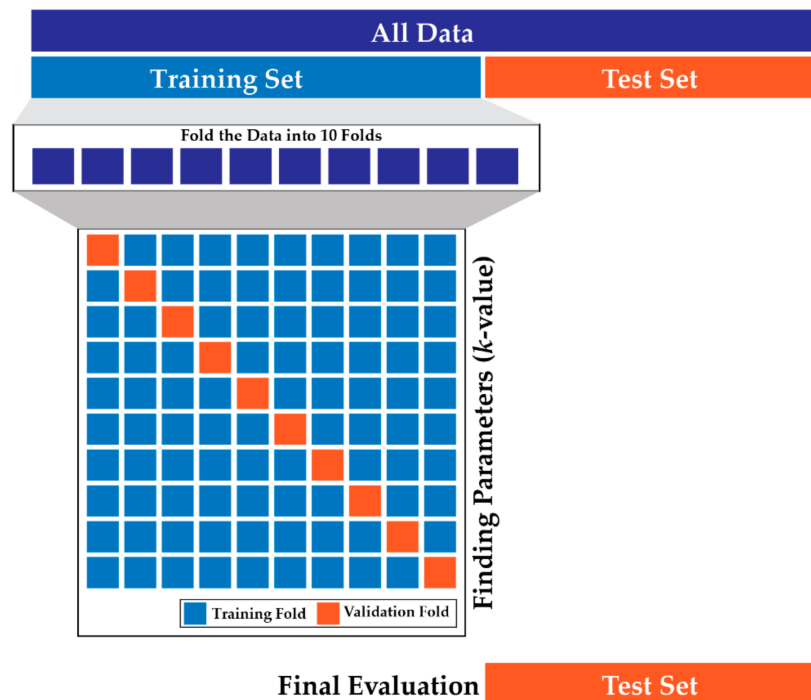 All Data
Training Set
Test Set
Fold the Data into 10 Folds
Finding Parameters (k-value)
Training Fold
Validation Fold
Final Evaluation
Test Set